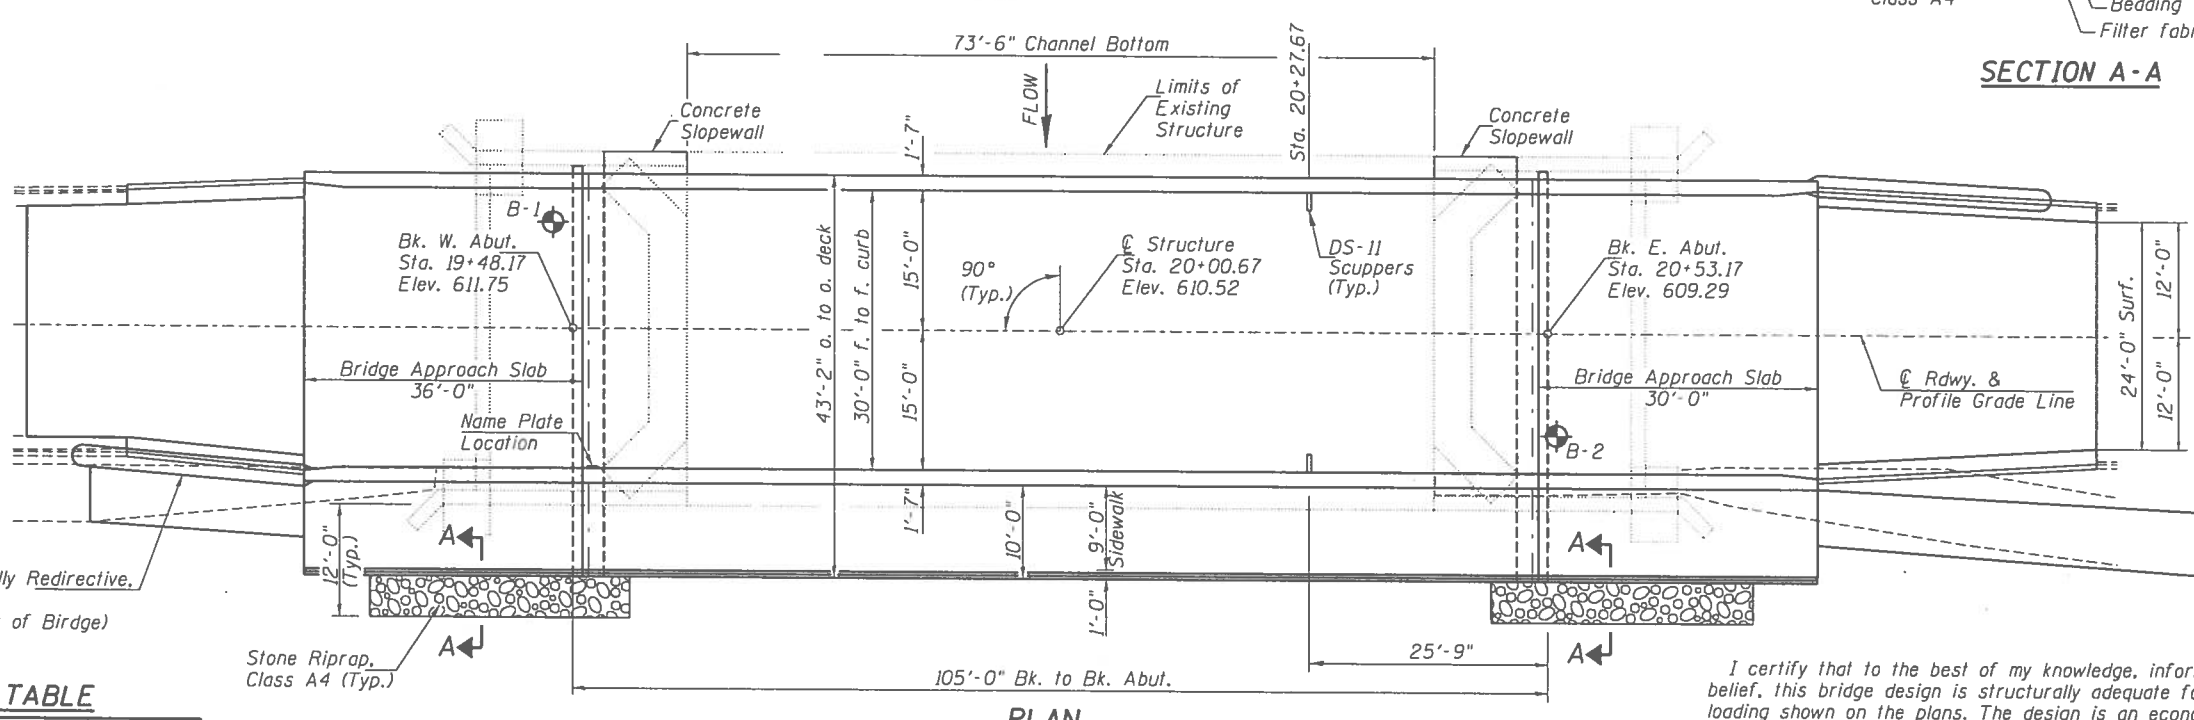 Class A4
Bedding
Filter fabri
SECTION A-A
73'-6" Channel Bottom
Sta. 20+27.67
FLOW
Limits of
Existing
Structure
Concrete
Slopewall
Concrete
Slopewall
1'-7"
B-1
Bk. W. Abut.
Sta. 19+48.17
Elev. 611.75
43'-2" o. to o. deck
30'-0" f. to f. curb
15'-0"
90°
(Typ.)
℄ Structure
Sta. 20+00.67
Elev. 610.52
DS-11
Scuppers
(Typ.)
Bk. E. Abut.
Sta. 20+53.17
Elev. 609.29
24'-0" Surf.
12'-0"
12'-0"
Bridge Approach Slab
36'-0"
15'-0"
Bridge Approach Slab
30'-0"
℄ Rdwy. &
Profile Grade Line
Name Plate
Location
B-2
1'-7"
10'-0"
9'-0"
Sidewalk
12'-0"
(Typ.)
A
A
lly Redirective,
of Birdge)
1'-0"
A
A
Stone Riprap,
Class A4 (Typ.)
25'-9"
105'-0" Bk. to Bk. Abut.
TABLE
PLAN
I certify that to the best of my knowledge, infor
belief, this bridge design is structurally adequate fo
loading shown on the plans. The design is an econo